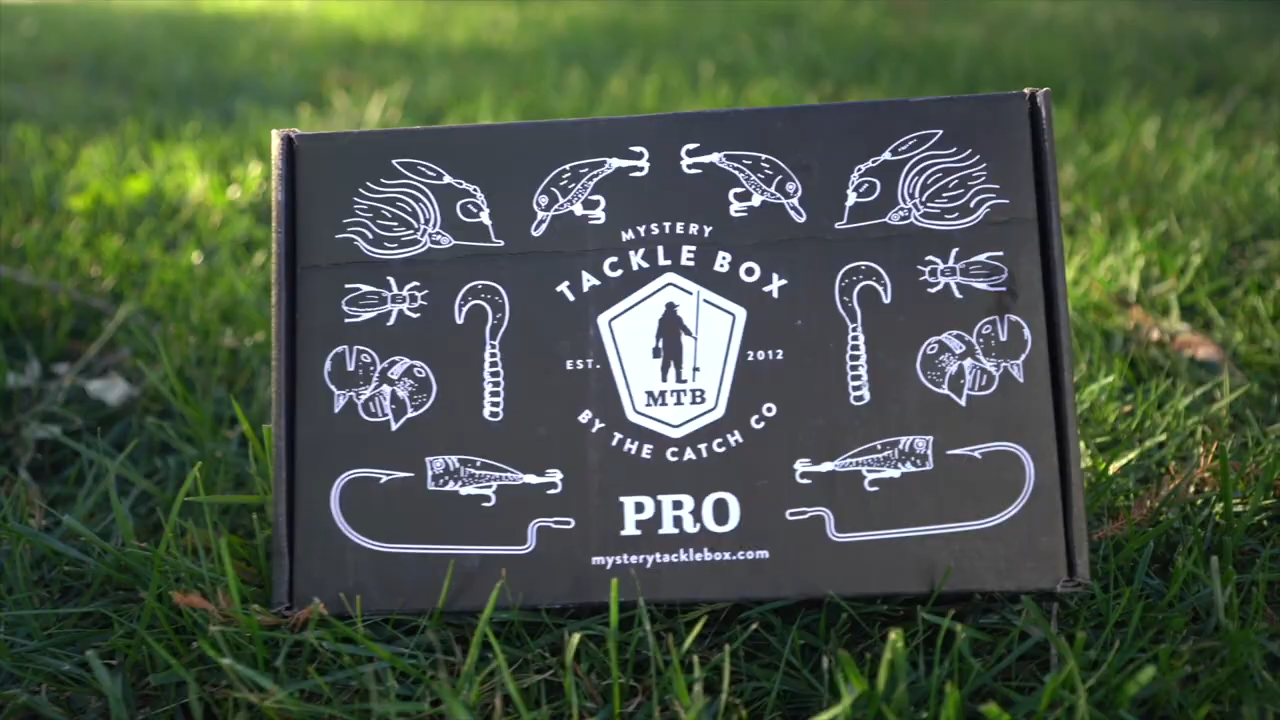 MYSTERY
TACKLE BOX
EST. 2012
MTB
BY THE CATCH CO
PRO
mysterytacklebox.com